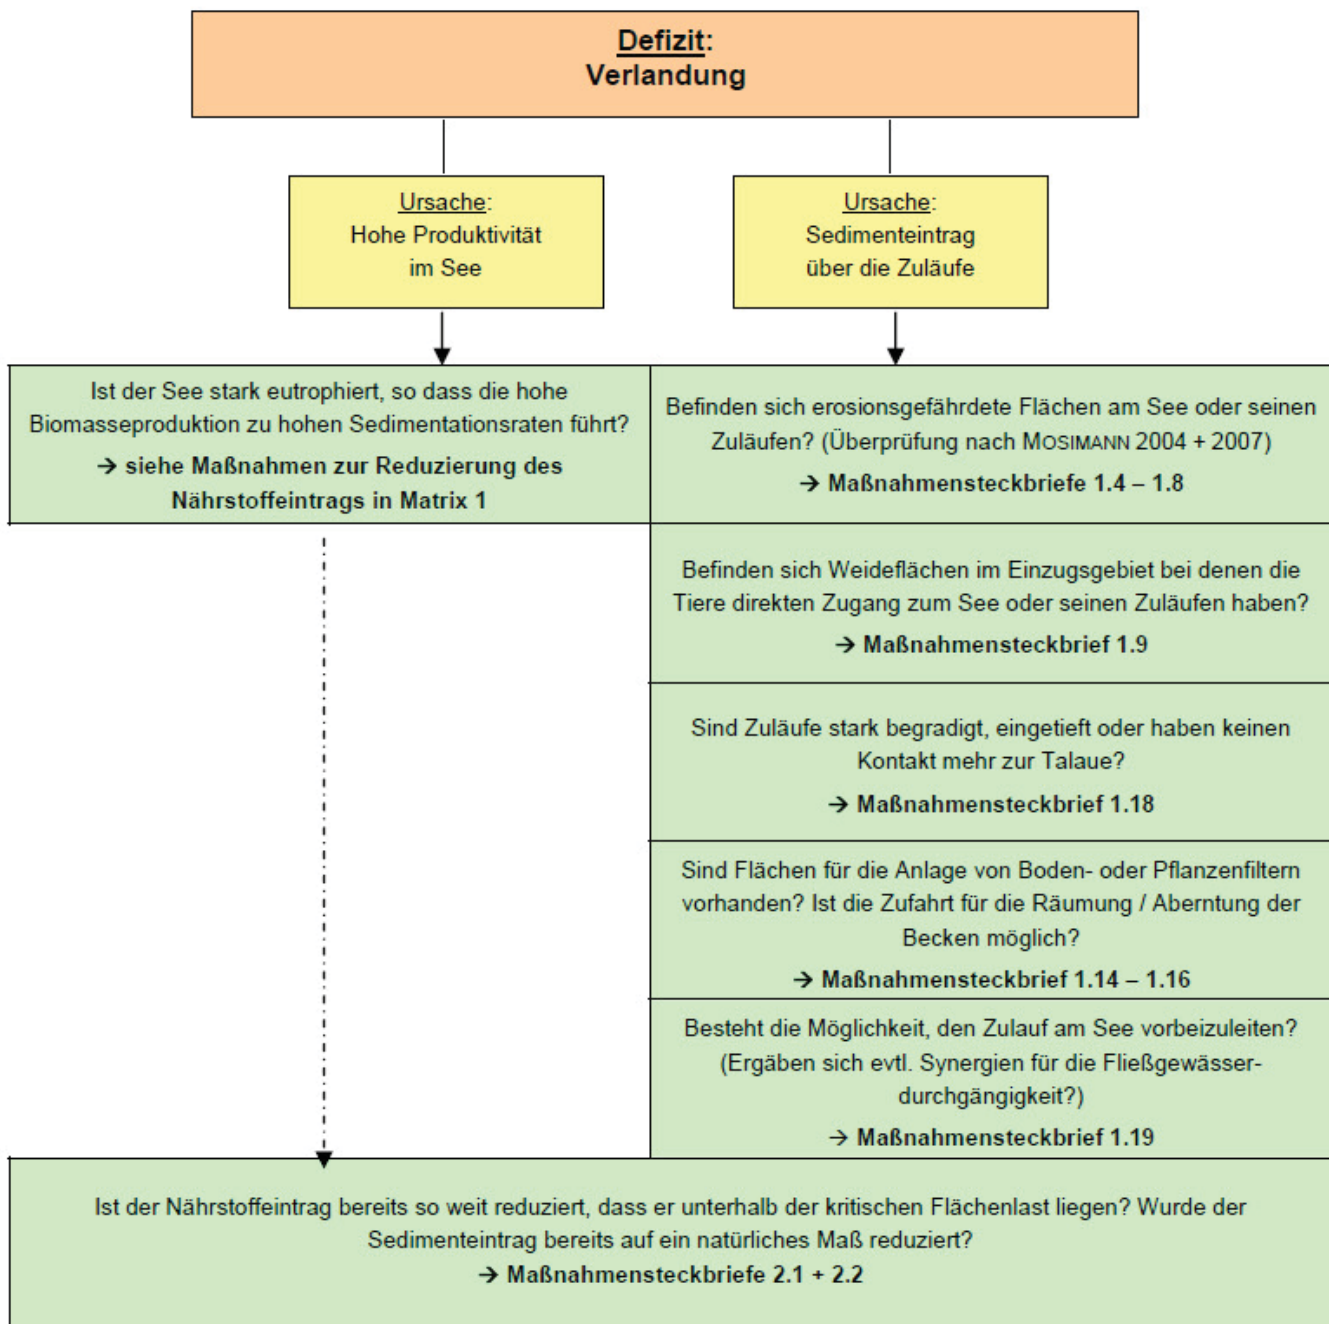 Defizit:
Verlandung
Ursache:
Hohe Produktivität
im See
Ursache:
Sedimenteintrag
über die Zuläufe
Ist der See stark eutrophiert, so dass die hohe
Biomasseproduktion zu hohen Sedimentationsraten führt?
→ siehe Maßnahmen zur Reduzierung des
Nährstoffeintrags in Matrix 1
Befinden sich erosionsgefährdete Flächen am See oder seinen
Zuläufen? (Überprüfung nach MOSIMANN 2004 + 2007)
→ Maßnahmensteckbriefe 1.4 – 1.8
Befinden sich Weideflächen im Einzugsgebiet bei denen die
Tiere direkten Zugang zum See oder seinen Zuläufen haben?
→ Maßnahmensteckbrief 1.9
Sind Zuläufe stark begradigt, eingetieft oder haben keinen
Kontakt mehr zur Talaue?
→ Maßnahmensteckbrief 1.18
Sind Flächen für die Anlage von Boden- oder Pflanzenfiltern
vorhanden? Ist die Zufahrt für die Räumung / Aberntung der
Becken möglich?
→ Maßnahmensteckbrief 1.14 – 1.16
Besteht die Möglichkeit, den Zulauf am See vorbeizuleiten?
(Ergäben sich evtl. Synergien für die Fließgewässer-
durchgängigkeit?)
→ Maßnahmensteckbrief 1.19
Ist der Nährstoffeintrag bereits so weit reduziert, dass er unterhalb der kritischen Flächenlast liegen? Wurde der
Sedimenteintrag bereits auf ein natürliches Maß reduziert?
→ Maßnahmensteckbriefe 2.1 + 2.2